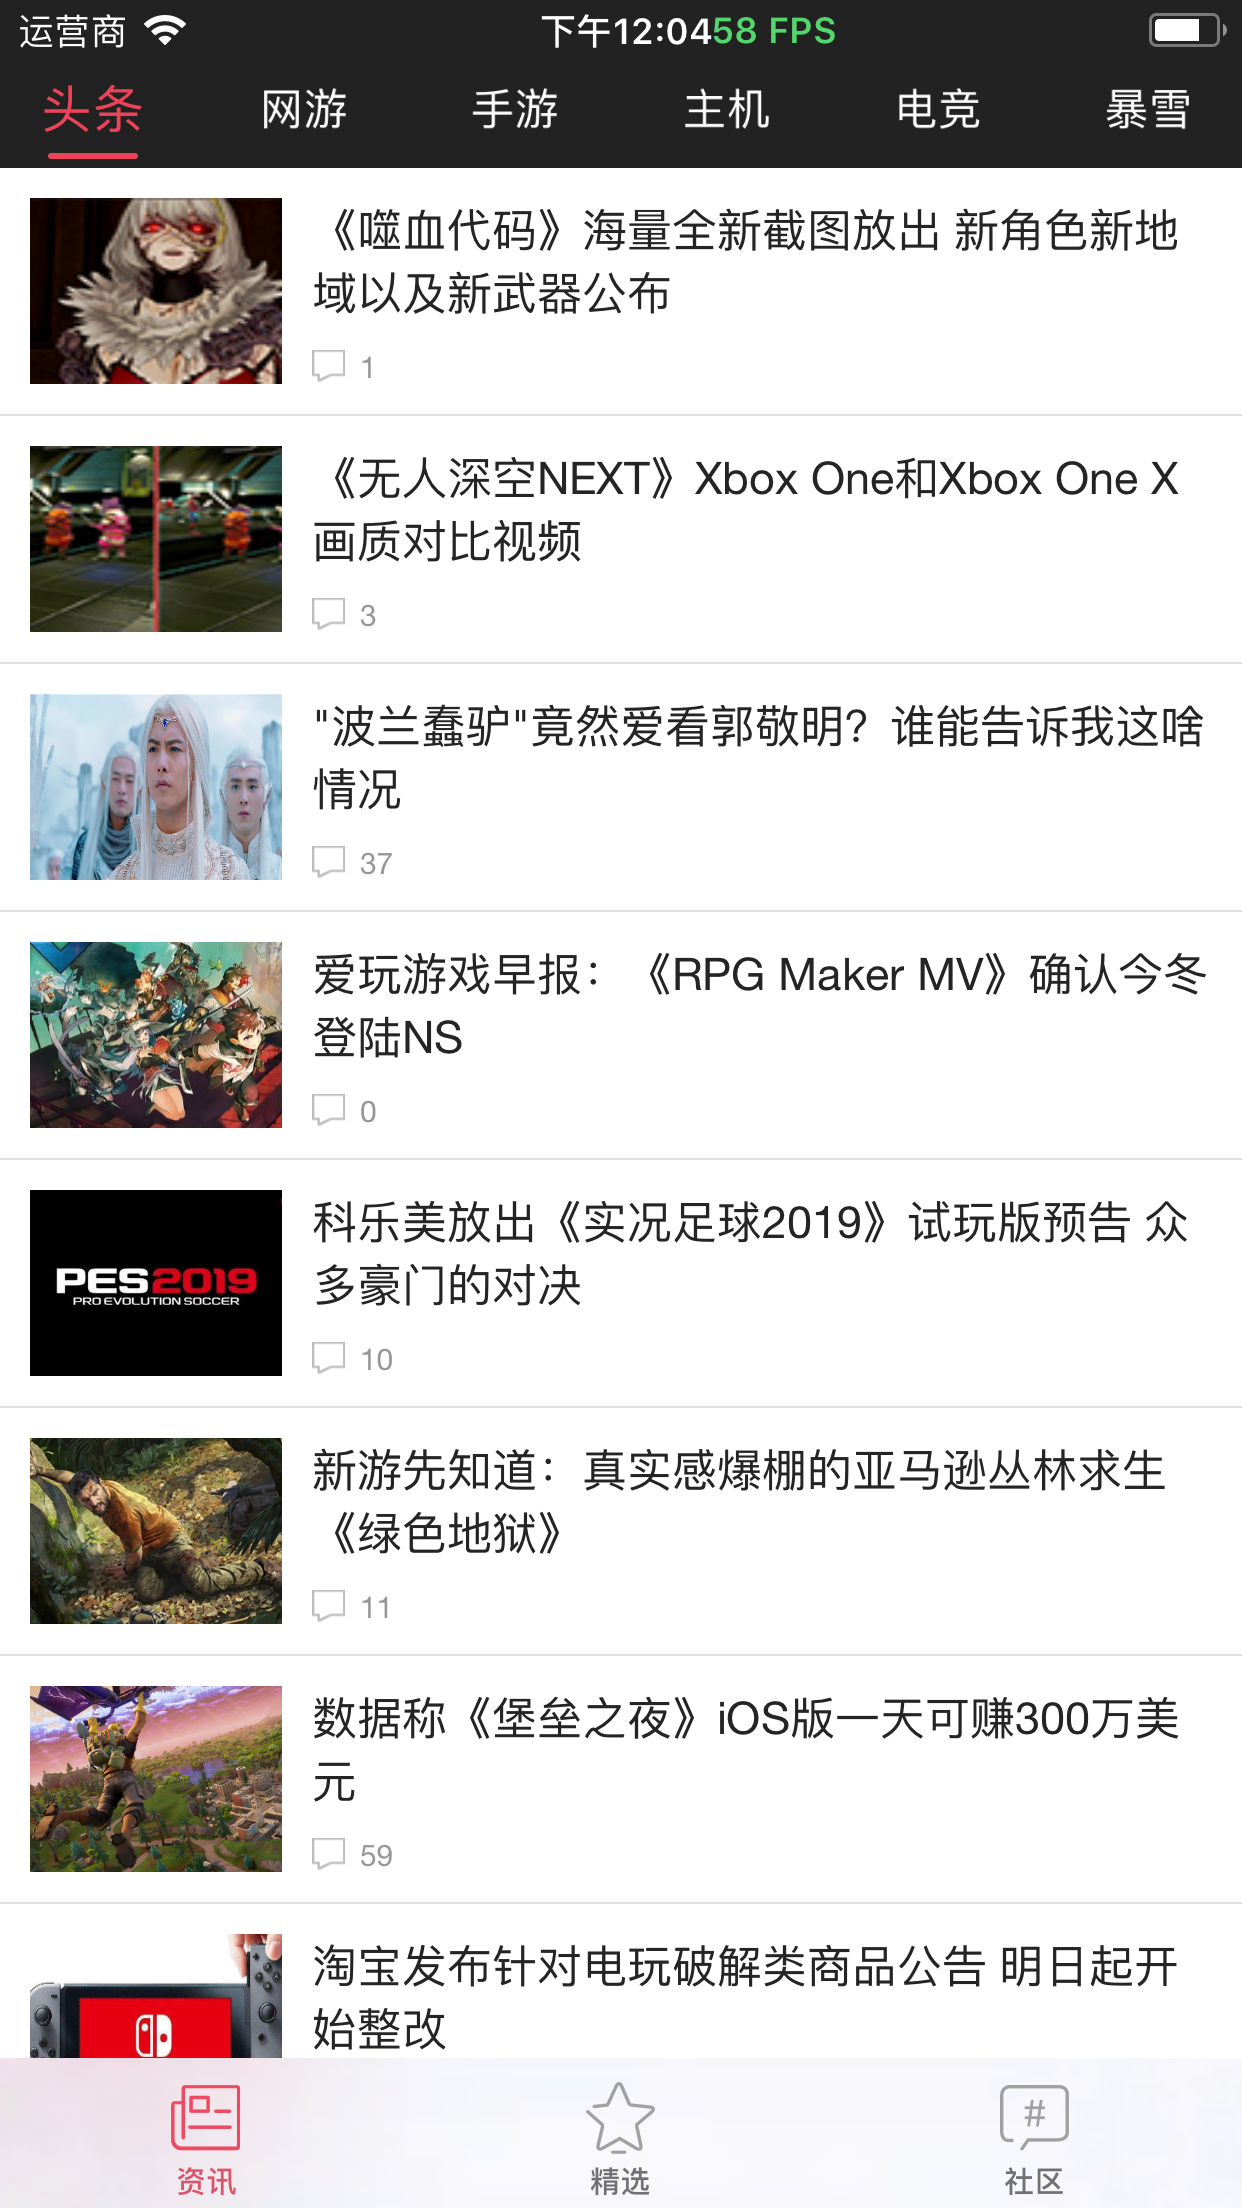 运营商 下午12:04 58 FPS
头条 网游 手游 主机 电竞 暴雪
《噬血代码》海量全新截图放出 新角色新地
域以及新武器公布
1
《无人深空NEXT》Xbox One和Xbox One X
画质对比视频
3
"波兰蠢驴"竟然爱看郭敬明？谁能告诉我这啥
情况
37
爱玩游戏早报：《RPG Maker MV》确认今冬
登陆NS
0
PES2019
PRO EVOLUTION SOCCER
科乐美放出《实况足球2019》试玩版预告 众
多豪门的对决
10
新游先知道：真实感爆棚的亚马逊丛林求生
《绿色地狱》
11
数据称《堡垒之夜》iOS版一天可赚300万美
元
59
淘宝发布针对电玩破解类商品公告 明日起开
始整改
资讯 精选 社区